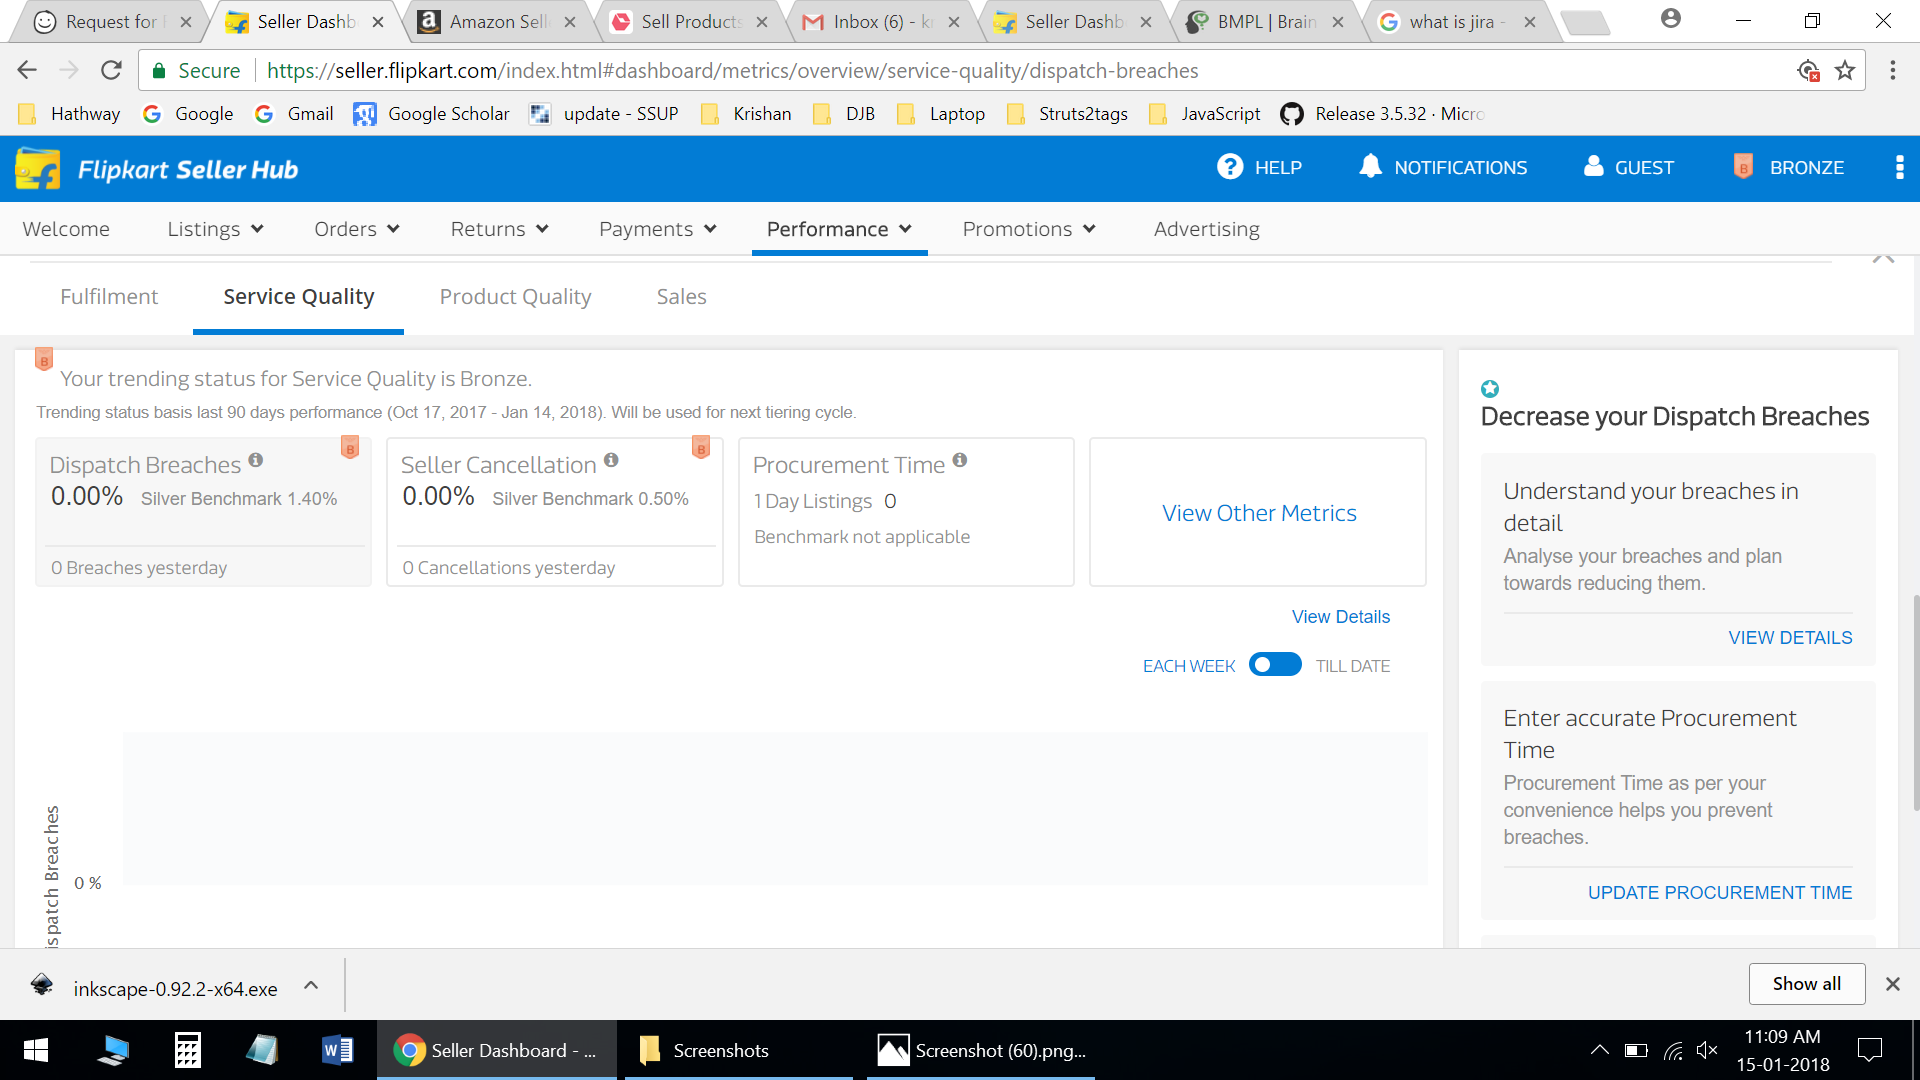 Request for
Seller Dashb
Amazon Sell
Sell Products
Inbox (6) - k
Seller Dashb
BMPL | Brain
what is jira -
Secure
https://seller.flipkart.com/index.html#dashboard/metrics/overview/service-quality/dispatch-breaches
Hathway
Google
Gmail
Google Scholar
update - SSUP
Krishan
DJB
Laptop
Struts2tags
JavaScript
Release 3.5.32 · Micro
Flipkart Seller Hub
HELP
NOTIFICATIONS
GUEST
B
BRONZE
Welcome
Listings
Orders
Returns
Payments
Performance
Promotions
Advertising
Fulfilment
Service Quality
Product Quality
Sales
B
Your trending status for Service Quality is Bronze.
Trending status basis last 90 days performance (Oct 17, 2017 - Jan 14, 2018). Will be used for next tiering cycle.
Dispatch Breaches
B
0.00% Silver Benchmark 1.40%
0 Breaches yesterday
Seller Cancellation
B
0.00% Silver Benchmark 0.50%
0 Cancellations yesterday
Procurement Time
1 Day Listings 0
Benchmark not applicable
View Other Metrics
View Details
EACH WEEK
TILL DATE
ispatch Breaches
0 %
Decrease your Dispatch Breaches
Understand your breaches in
detail
Analyse your breaches and plan
towards reducing them.
VIEW DETAILS
Enter accurate Procurement
Time
Procurement Time as per your
convenience helps you prevent
breaches.
UPDATE PROCUREMENT TIME
inkscape-0.92.2-x64.exe
Show all
Seller Dashboard - ...
Screenshots
Screenshot (60).png...
11:09 AM
15-01-2018